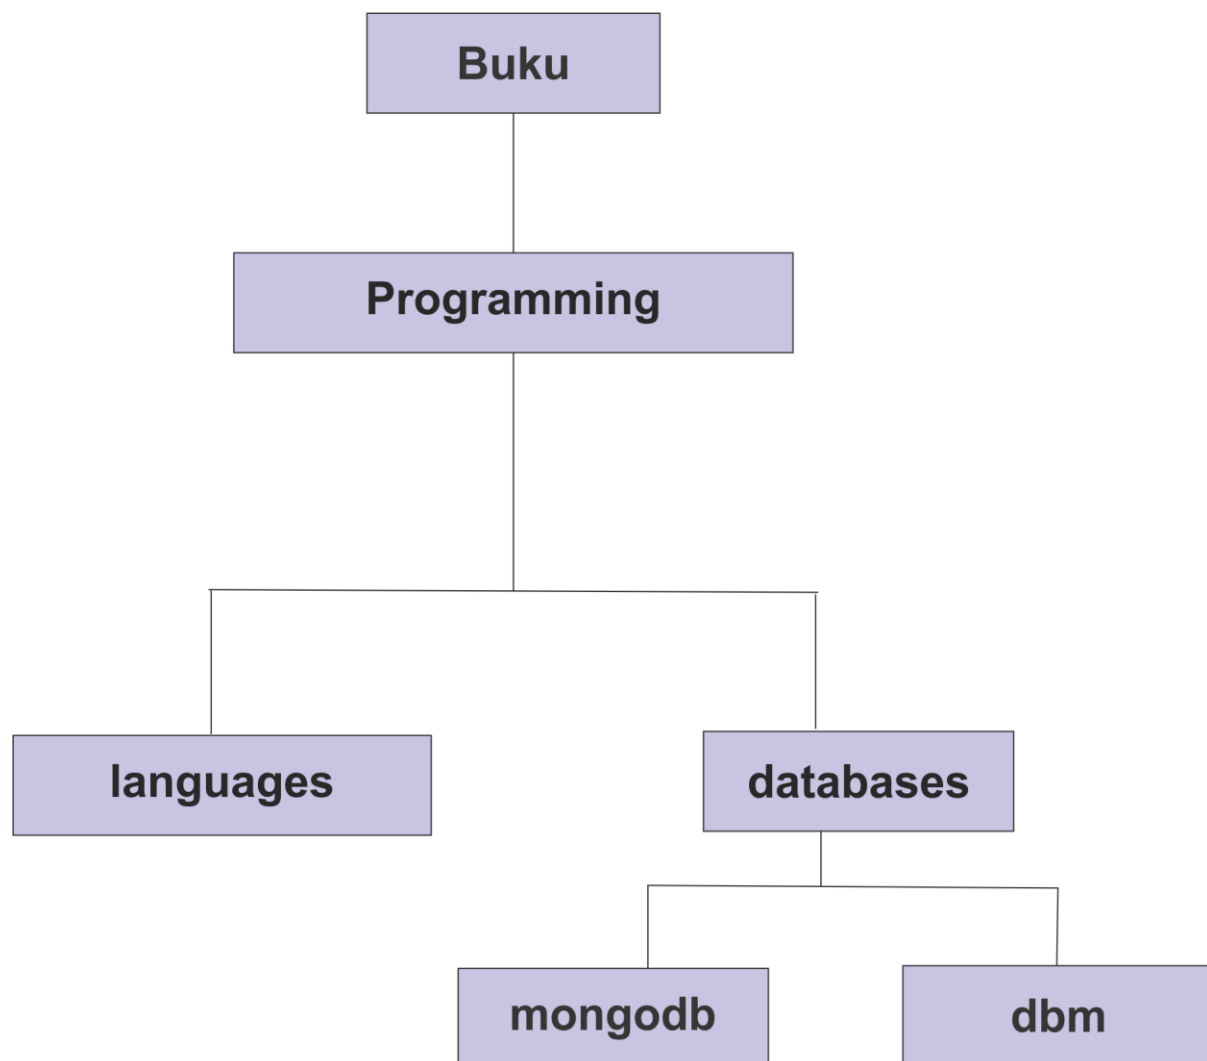 Buku
Programming
languages
databases
mongodb
dbm